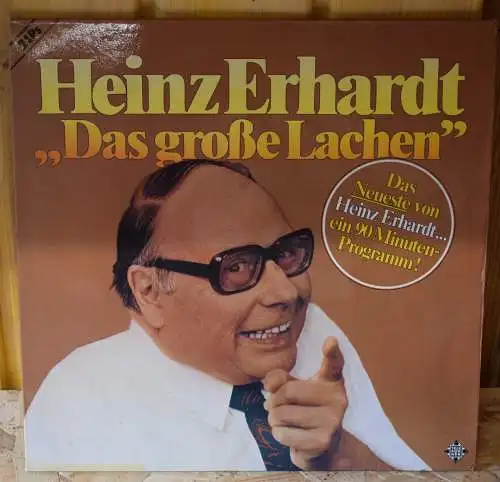 2 LPs
Heinz Erhardt
„Das große Lachen”
Das
Neueste von
Heinz Erhardt...
ein 90 Minuten-
Programm!